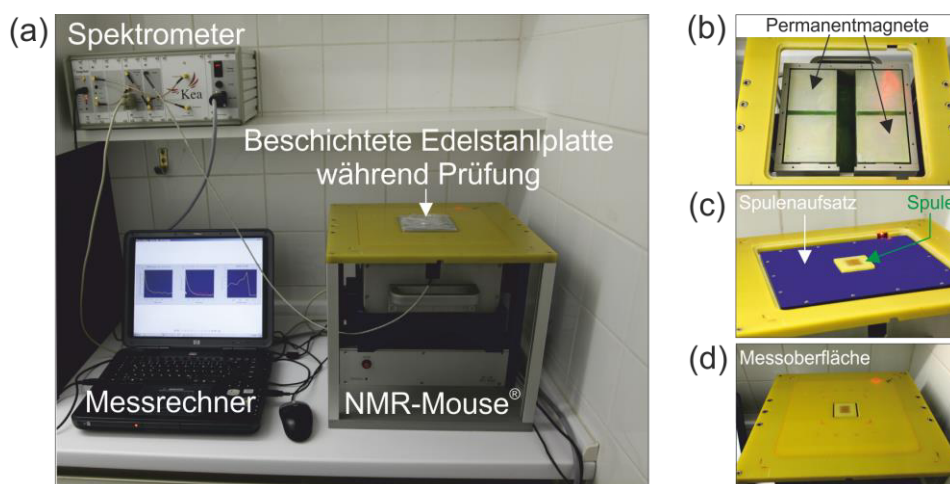 (a)
Spektrometer
Kea
Beschichtete Edelstahlplatte
während Prüfung
Messrechner
NMR-Mouse®
(b)
Permanentmagnete
(c)
Spulenaufsatz
Spule
(d)
Messoberfläche